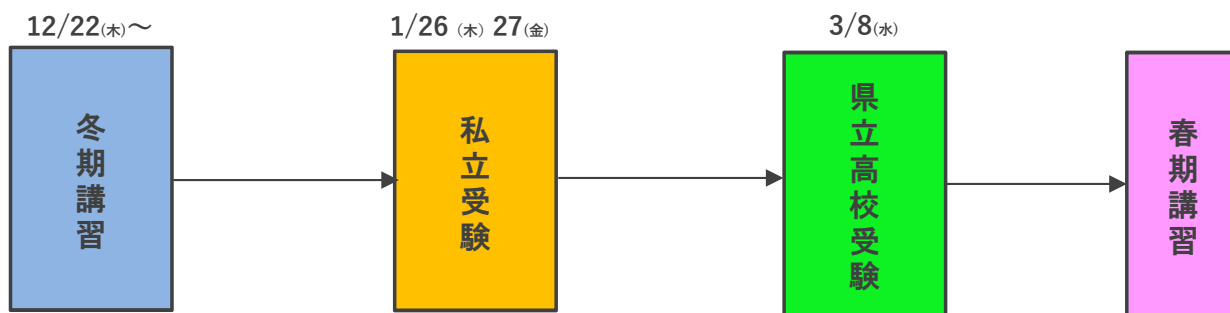 12/22(木)～
1/26 (木) 27(金)
3/8(水)
冬期講習
私立受験
県立高校受験
春期講習